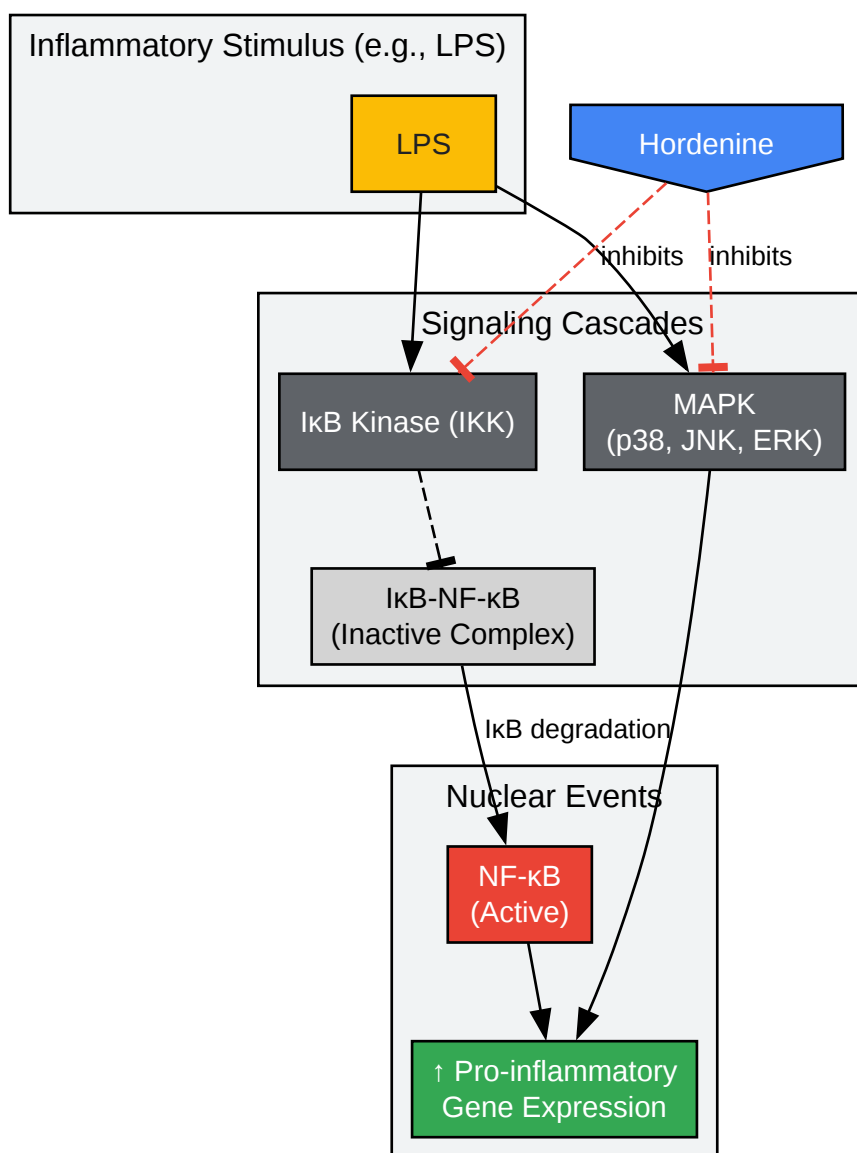 Inflammatory Stimulus (e.g., LPS)
LPS
Hordenine
inhibits
inhibits
Signaling Cascades
IκB Kinase (IKK)
MAPK
(p38, JNK, ERK)
IκB-NF-κB
(Inactive Complex)
IκB degradation
Nuclear Events
NF-κB
(Active)
↑ Pro-inflammatory
Gene Expression